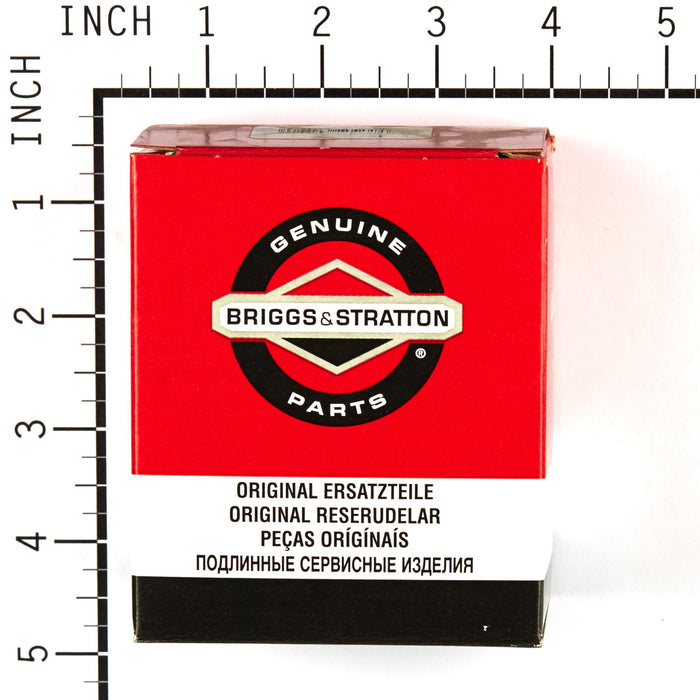 INCH 1 2 3 4 5
INCH
1
2
3
4
5
GENUINE
BRIGGS&STRATTON
®
PARTS
ORIGINAL ERSATZTEILE
ORIGINAL RESERUDELAR
PEÇAS ORÍGÍNAÍS
ПОДЛИННЫЕ СЕРВИСНЫЕ ИЗДЕЛИЯ